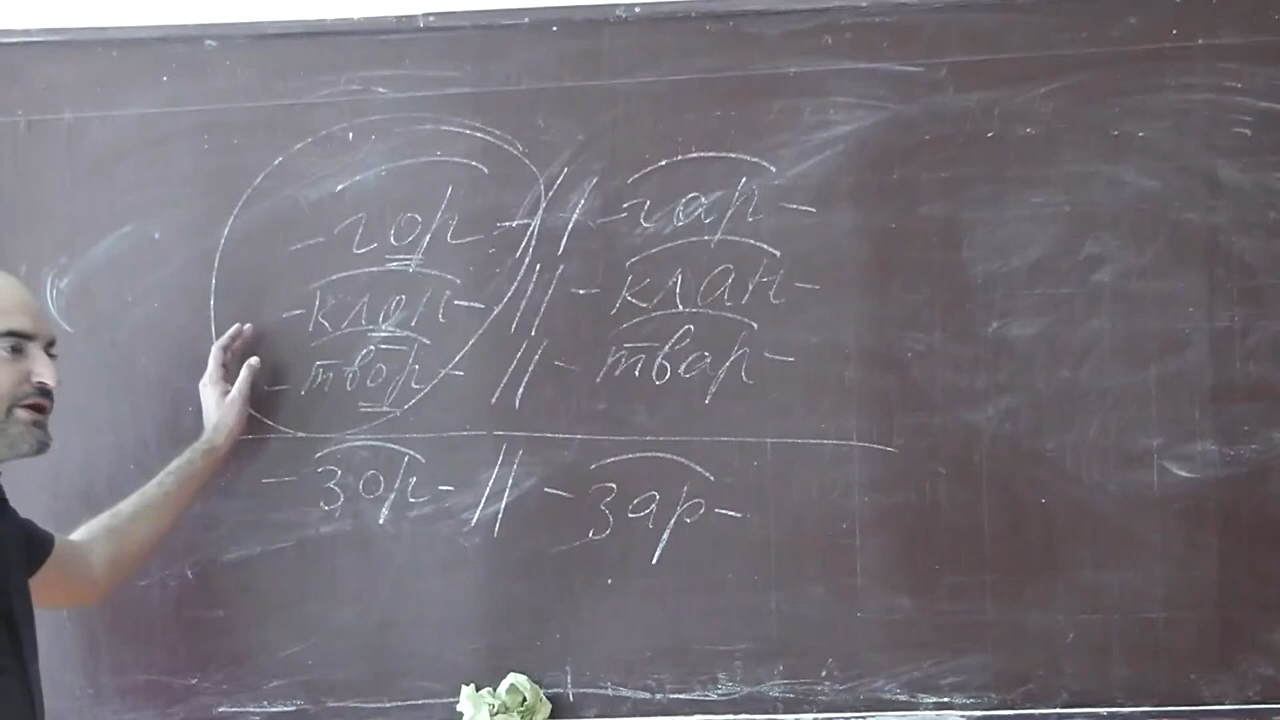 -гор- // -гар-
-клон- // -клан-
-твор- // -твар-
-зор- // -зар-